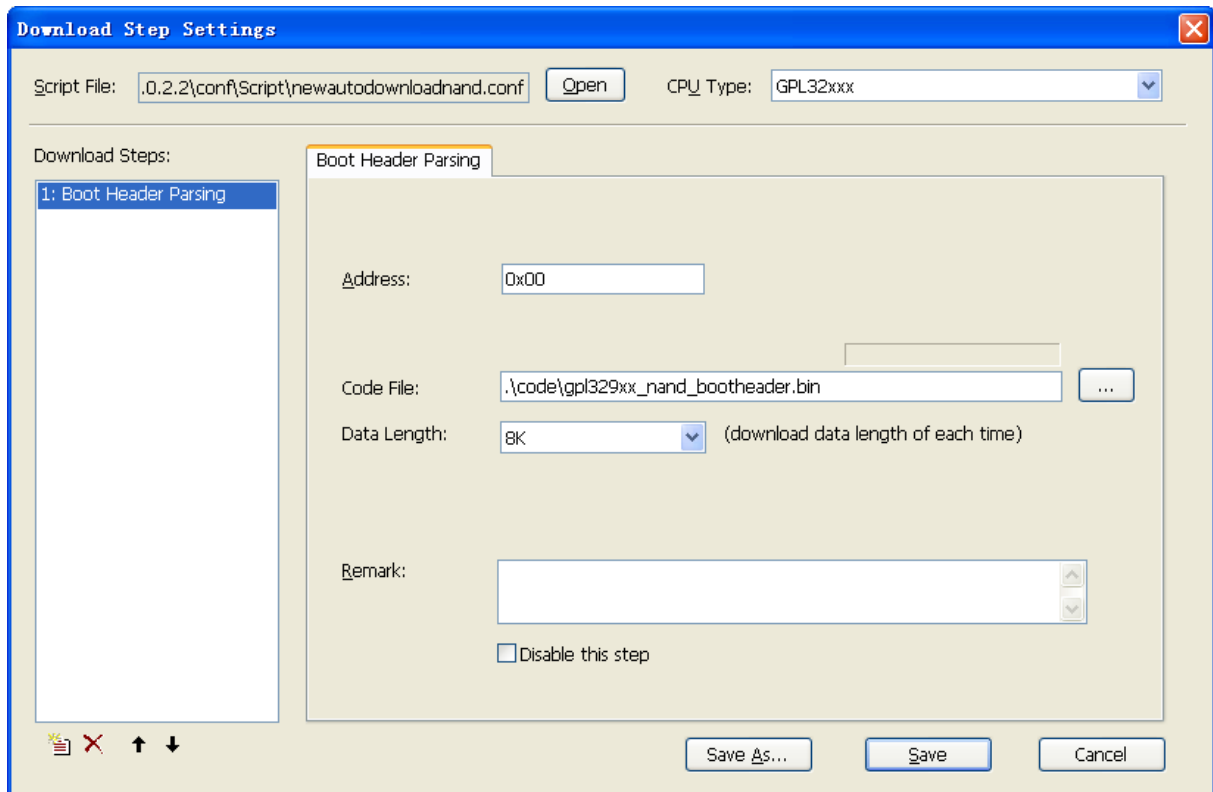 Download Step Settings
Script File: .0.2.2\conf\Script\newautodownloadnand.conf Open CPU Type: GPL32xxx
Download Steps:
Boot Header Parsing
1: Boot Header Parsing
Address: 0x00
Code File: .\code\gpl329xx_nand_bootheader.bin ...
Data Length: 8K (download data length of each time)
Remark:
Disable this step
Save As... Save Cancel